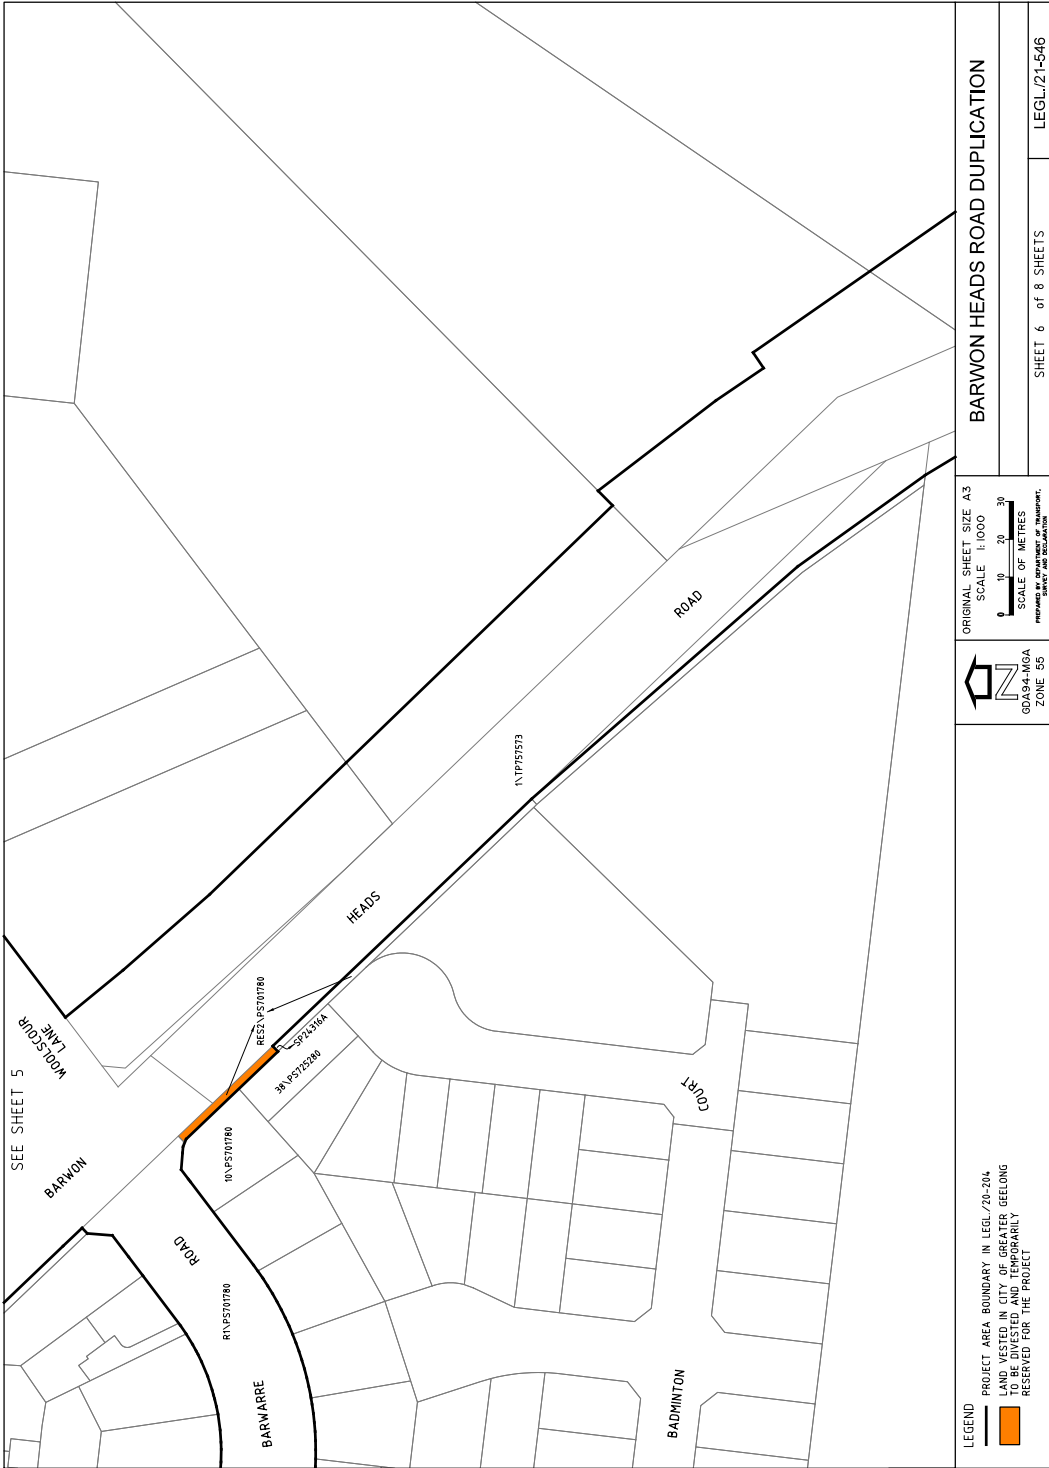 SEE SHEET 5
WOOLSCOUR
LANE
BARWON
HEADS
ROAD
1\TP757573
RES2\PS701780
SP24316A
38\PS725280
10\PS701780
ROAD
R1\PS701780
BARWARRE
COURT
BADMINTON
LEGEND
PROJECT AREA BOUNDARY IN LEGL./20-204
LAND VESTED IN CITY OF GREATER GEELONG
TO BE DIVESTED AND TEMPORARILY
RESERVED FOR THE PROJECT
N
GDA94-MGA
ZONE 55
ORIGINAL SHEET SIZE A3
SCALE 1:1000
0 10 20 30
SCALE OF METRES
PREPARED BY DEPARTMENT OF TRANSPORT,
SURVEY AND DECLARATION
BARWON HEADS ROAD DUPLICATION
SHEET 6 of 8 SHEETS
LEGL./21-546